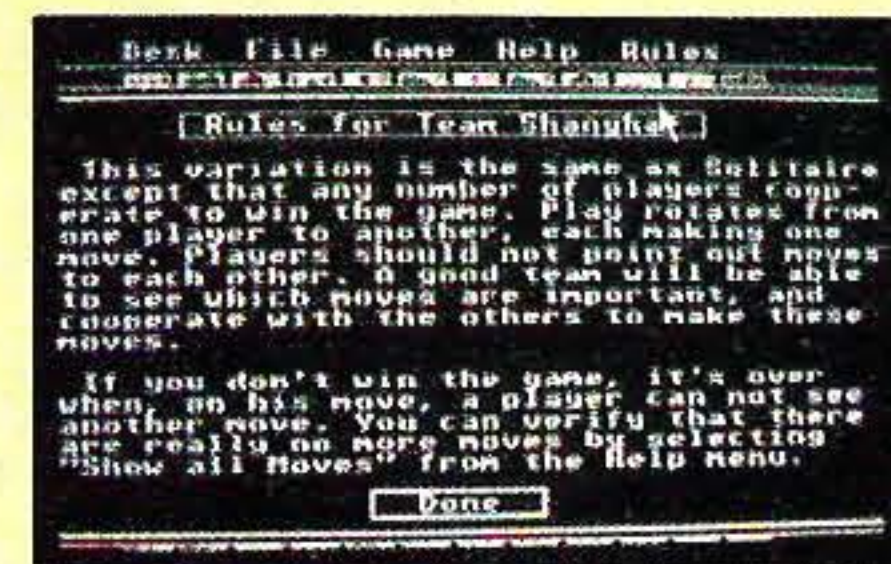 Desk File Game Help Rules
Rules for Team Shanghai
This variation is the same as Solitaire
except that any number of players coop-
erate to win the game. Play rotates from
one player to another, each making one
move. Players should not point out moves
to each other. A good team will be able
to see which moves are important, and
cooperate with the others to make these
moves.
If you don't win the game, it's over
when, on his move, a player can not see
another move. You can verify that there
are really no more moves by selecting
"Show all Moves" from the Help menu.
Done